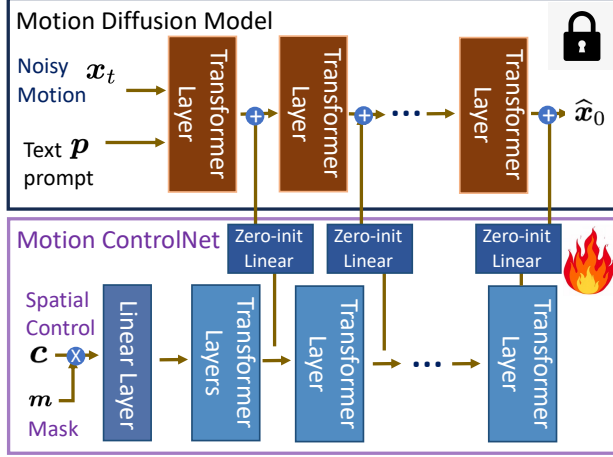 Motion Diffusion Model
Noisy
Motion
x_t
Text
prompt
p
Transformer
Layer
+
Transformer
Layer
+
...
Transformer
Layer
+
x̂_0
Motion ControlNet
Zero-init
Linear
Zero-init
Linear
Zero-init
Linear
Spatial
Control
c
X
m
Mask
Linear Layer
Transformer
Layers
Transformer
Layer
...
Transformer
Layer